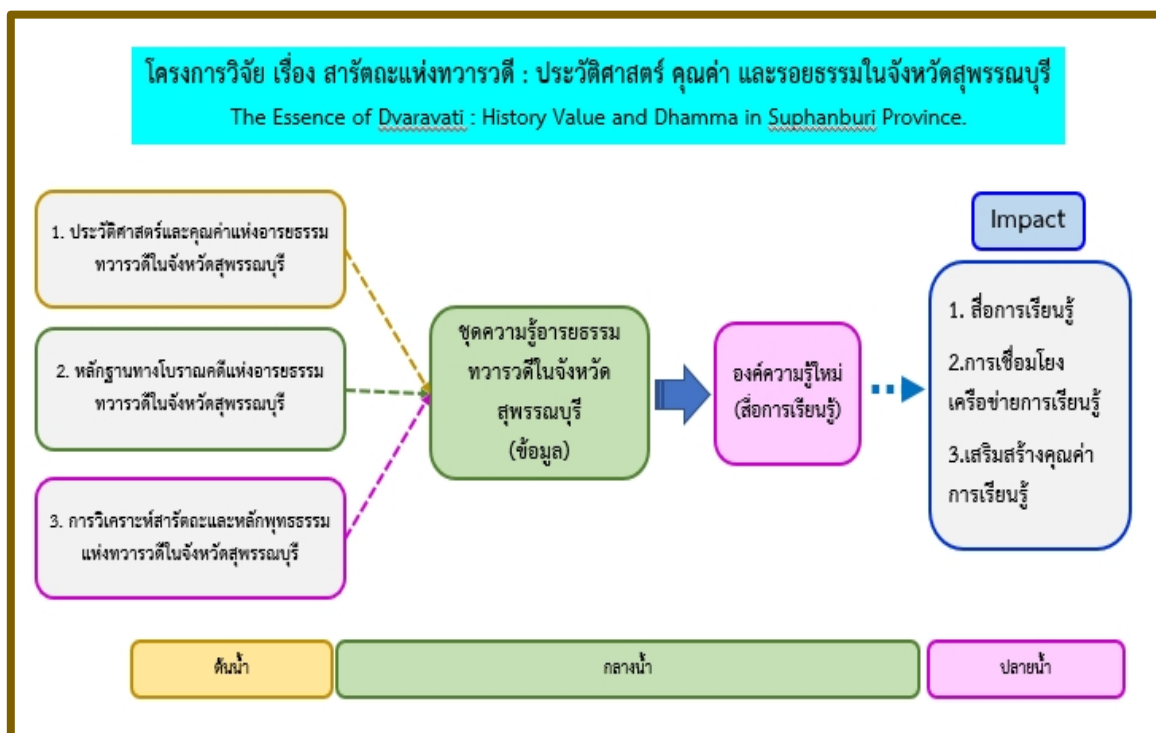 โครงการวิจัย เรื่อง สารัตถะแห่งทวารวดี : ประวัติศาสตร์ คุณค่า และรอยธรรมในจังหวัดสุพรรณบุรี
The Essence of Dvaravati : History Value and Dhamma in Suphanburi Province.
1. ประวัติศาสตร์และคุณค่าแห่งอารยธรรม
ทวารวดีในจังหวัดสุพรรณบุรี
2. หลักฐานทางโบราณคดีแห่งอารยธรรม
ทวารวดีในจังหวัดสุพรรณบุรี
3. การวิเคราะห์สารัตถะและหลักพุทธธรรม
แห่งทวารวดีในจังหวัดสุพรรณบุรี
ชุดความรู้อารยธรรม
ทวารวดีในจังหวัด
สุพรรณบุรี
(ข้อมูล)
องค์ความรู้ใหม่
(สื่อการเรียนรู้)
Impact
1. สื่อการเรียนรู้
2.การเชื่อมโยง
เครือข่ายการเรียนรู้
3.เสริมสร้างคุณค่า
การเรียนรู้
ต้นน้ำ
กลางน้ำ
ปลายน้ำ